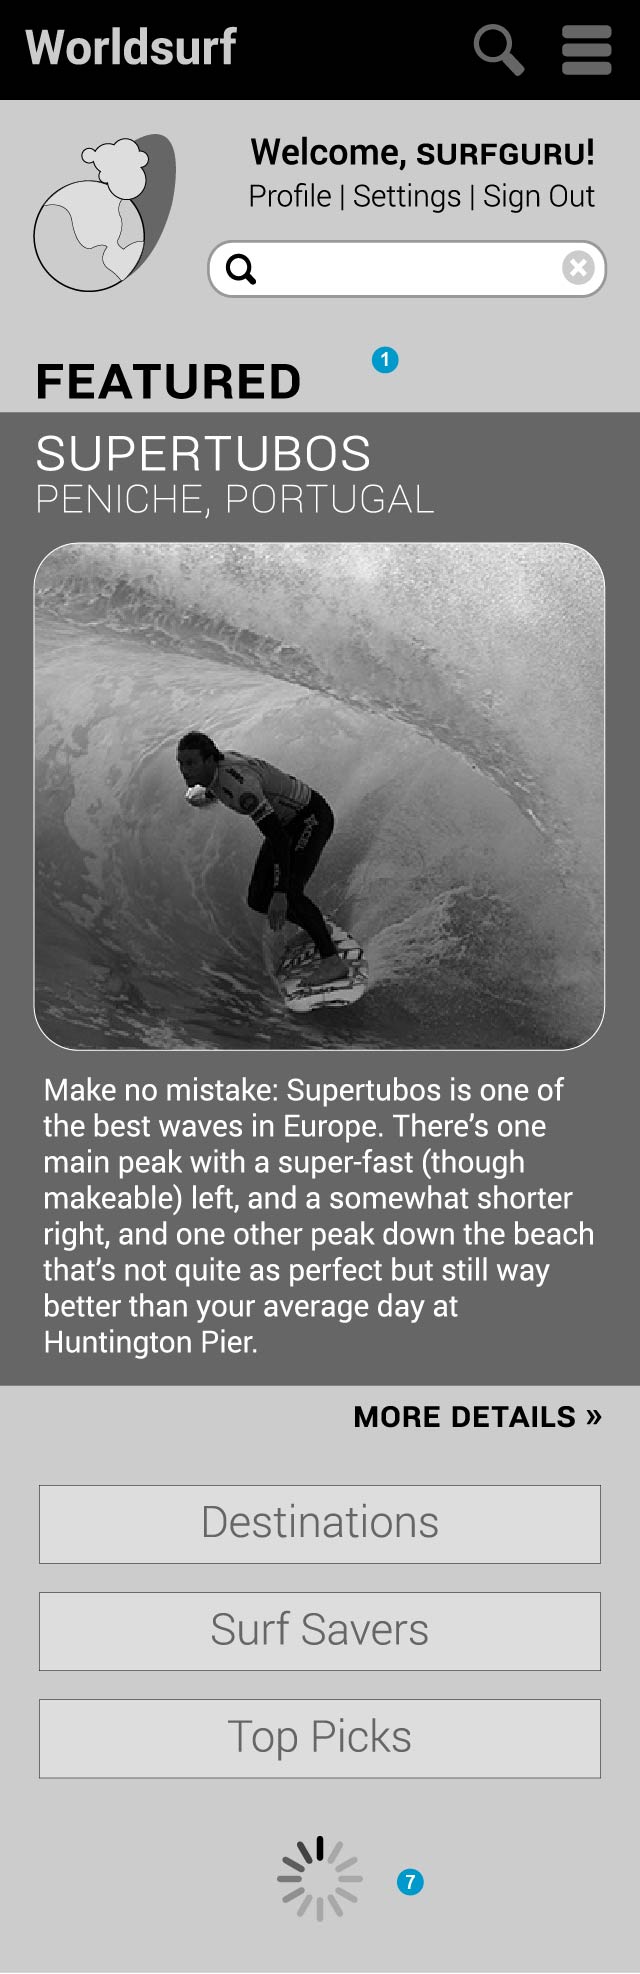 Worldsurf
Welcome, SURFGURU!
Profile | Settings | Sign Out
1
FEATURED
SUPERTUBOS
PENICHE, PORTUGAL
XCEL
XCEL
Make no mistake: Supertubos is one of
the best waves in Europe. There's one
main peak with a super-fast (though
makeable) left, and a somewhat shorter
right, and one other peak down the beach
that's not quite as perfect but still way
better than your average day at
Huntington Pier.
MORE DETAILS »
Destinations
Surf Savers
Top Picks
7